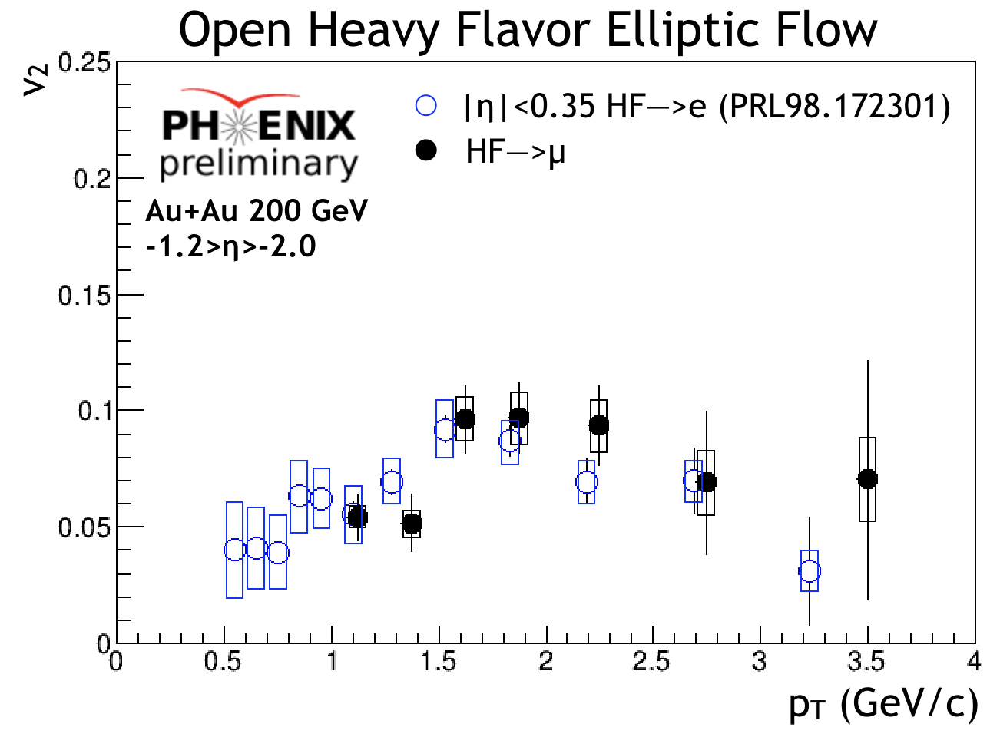 Open Heavy Flavor Elliptic Flow
v2
0.25
0.2
0.15
0.1
0.05
0
PHENIX
preliminary
Au+Au 200 GeV
-1.2>η>-2.0
|η|<0.35 HF—>e (PRL98.172301)
HF—>μ
0 0.5 1 1.5 2 2.5 3 3.5 4
pT (GeV/c)